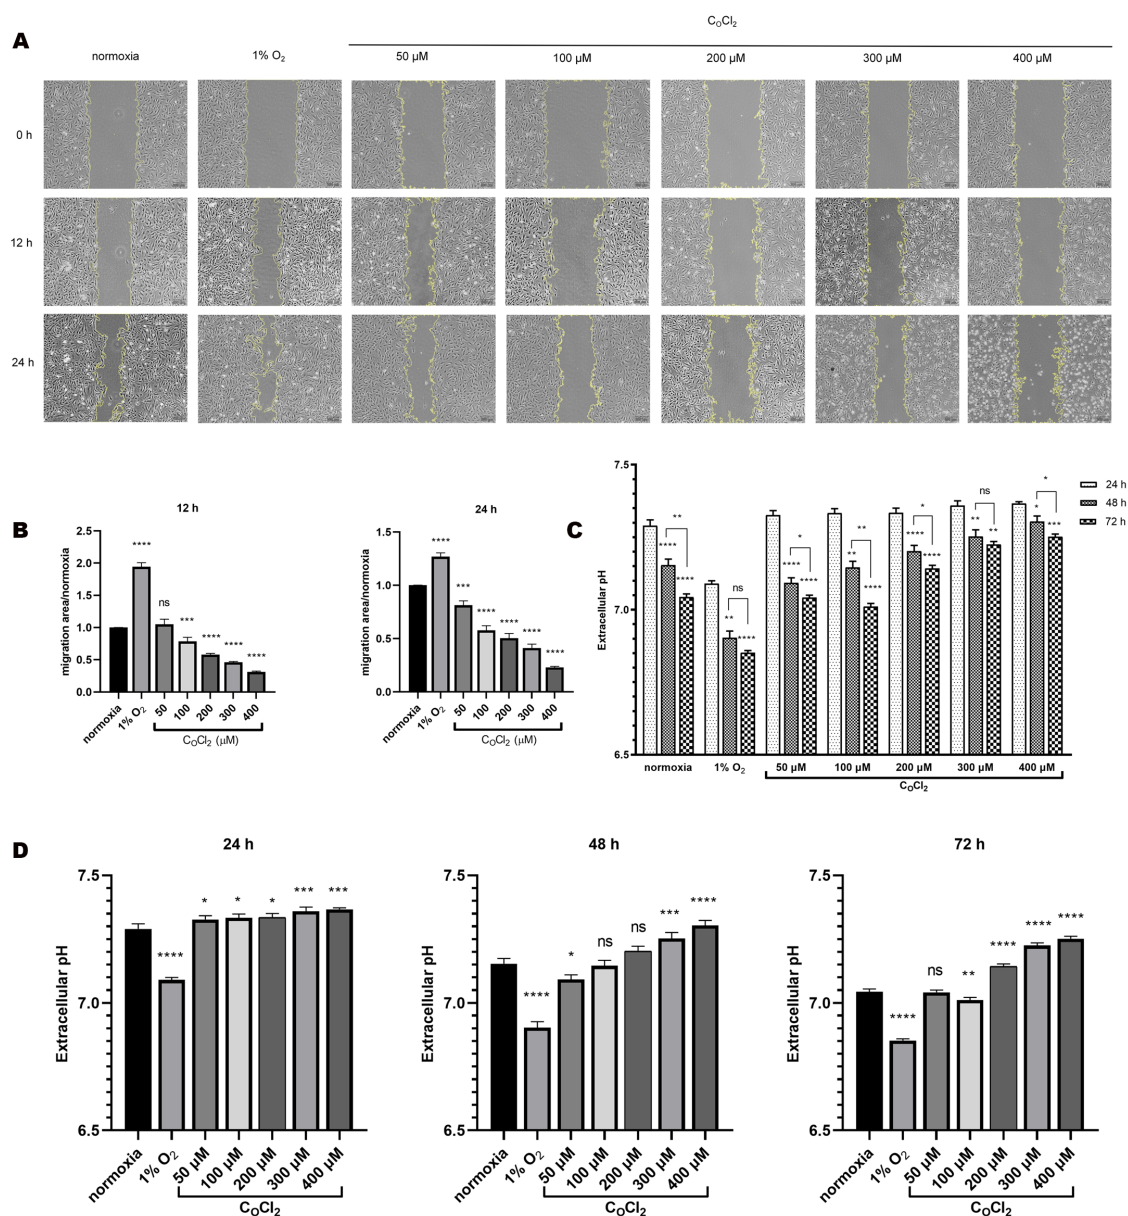 C₀Cl₂
A
normoxia 1% O₂ 50 µM 100 µM 200 µM 300 µM 400 µM
0 h
12 h
24 h
B
12 h
migration area/normoxia
2.5
2.0
1.5
1.0
0.5
0.0
**** ns *** **** **** ****
normoxia 1% O₂ 50 100 200 300 400
C₀Cl₂ (µM)
24 h
migration area/normoxia
1.5
1.0
0.5
0.0
**** *** **** **** **** ****
normoxia 1% O₂ 50 100 200 300 400
C₀Cl₂ (µM)
C
Extracellular pH
7.5
7.0
6.5
24 h
48 h
72 h
** ns * ** * ns *
**** **** ** **** **** **** ** **** **** **** ** ** * ***
normoxia 1% O₂ 50 µM 100 µM 200 µM 300 µM 400 µM
C₀Cl₂
D
24 h
Extracellular pH
7.5
7.0
6.5
**** * * * *** ***
normoxia 1% O₂ 50 µM 100 µM 200 µM 300 µM 400 µM
C₀Cl₂
48 h
Extracellular pH
7.5
7.0
6.5
**** * ns ns *** ****
normoxia 1% O₂ 50 µM 100 µM 200 µM 300 µM 400 µM
C₀Cl₂
72 h
Extracellular pH
7.5
7.0
6.5
**** ns ** **** **** ****
normoxia 1% O₂ 50 µM 100 µM 200 µM 300 µM 400 µM
C₀Cl₂